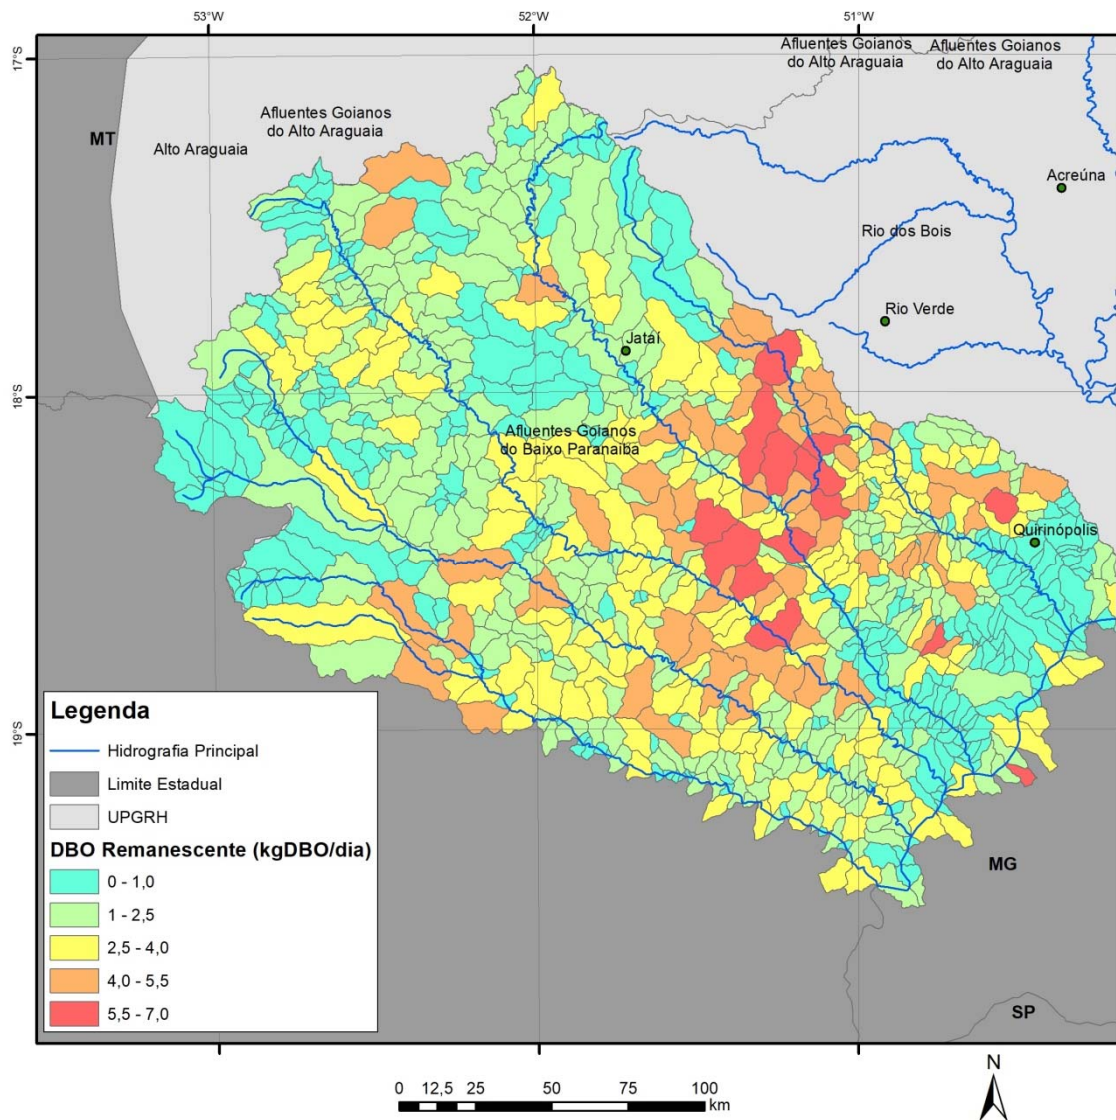 53°W
52°W
51°W
17°S
18°S
19°S
Afluentes Goianos
do Alto Araguaia
Afluentes Goianos
do Alto Araguaia
Afluentes Goianos
do Alto Araguaia
MT
Alto Araguaia
Acreúna
Rio dos Bois
Rio Verde
Jataí
Afluentes Goianos
do Baixo Paranaiba
Quirinópolis
MG
SP
Legenda
Hidrografia Principal
Limite Estadual
UPGRH
DBO Remanescente (kgDBO/dia)
0 - 1,0
1 - 2,5
2,5 - 4,0
4,0 - 5,5
5,5 - 7,0
N
0 12,5 25 50 75 100
km